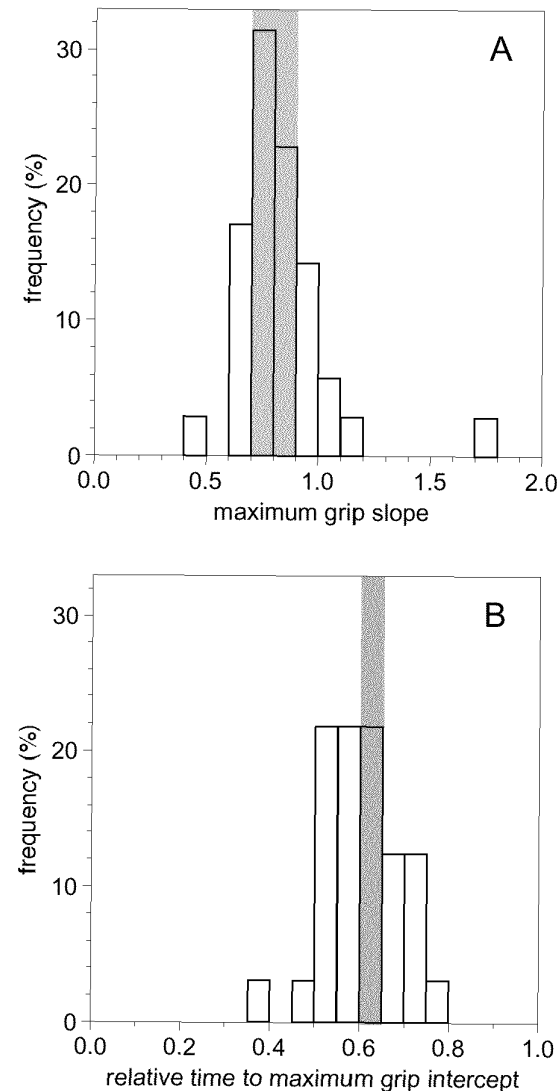 A
30
20
10
0
frequency (%)
0.0 0.5 1.0 1.5 2.0
maximum grip slope
B
30
20
10
0
frequency (%)
0.0 0.2 0.4 0.6 0.8 1.0
relative time to maximum grip intercept